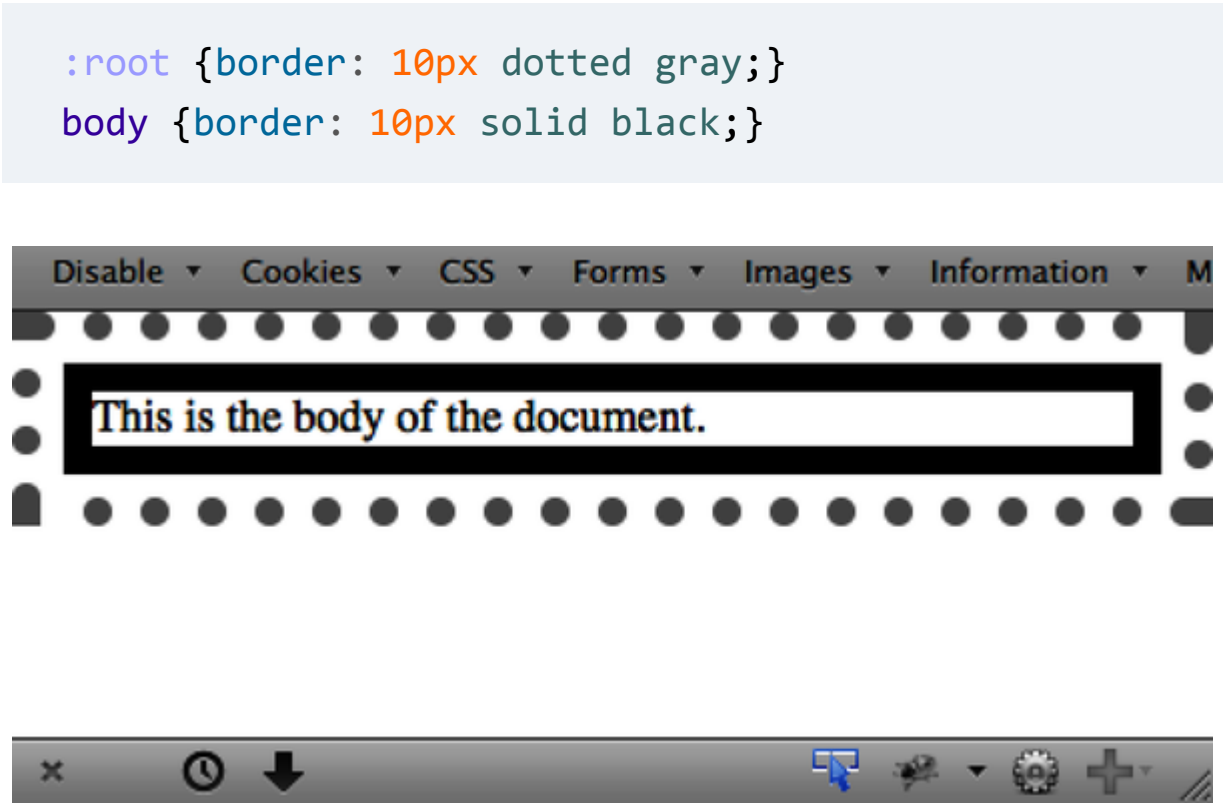 :root {border: 10px dotted gray;}
body {border: 10px solid black;}
Disable ▾ Cookies ▾ CSS ▾ Forms ▾ Images ▾ Information ▾ M
This is the body of the document.